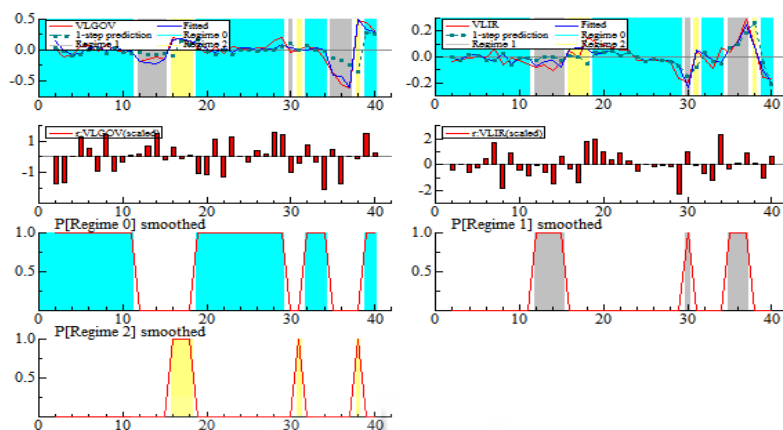 VLGOV Fitted
1-step prediction Regime 0
Regime 1 Regime 2
0.5
0.0
-0.5
0 10 20 30 40
VLIR Fitted
1-step prediction Regime 0
Regime 1 Regime 2
0.2
0.0
-0.2
0 10 20 30 40
r:VLGOV(scaled)
1
-1
0 10 20 30 40
r:VLIR(scaled)
2
0
-2
0 10 20 30 40
P[Regime 0] smoothed
1.0
0.5
0 10 20 30 40
P[Regime 1] smoothed
1.0
0.5
0 10 20 30 40
P[Regime 2] smoothed
1.0
0.5
0 10 20 30 40